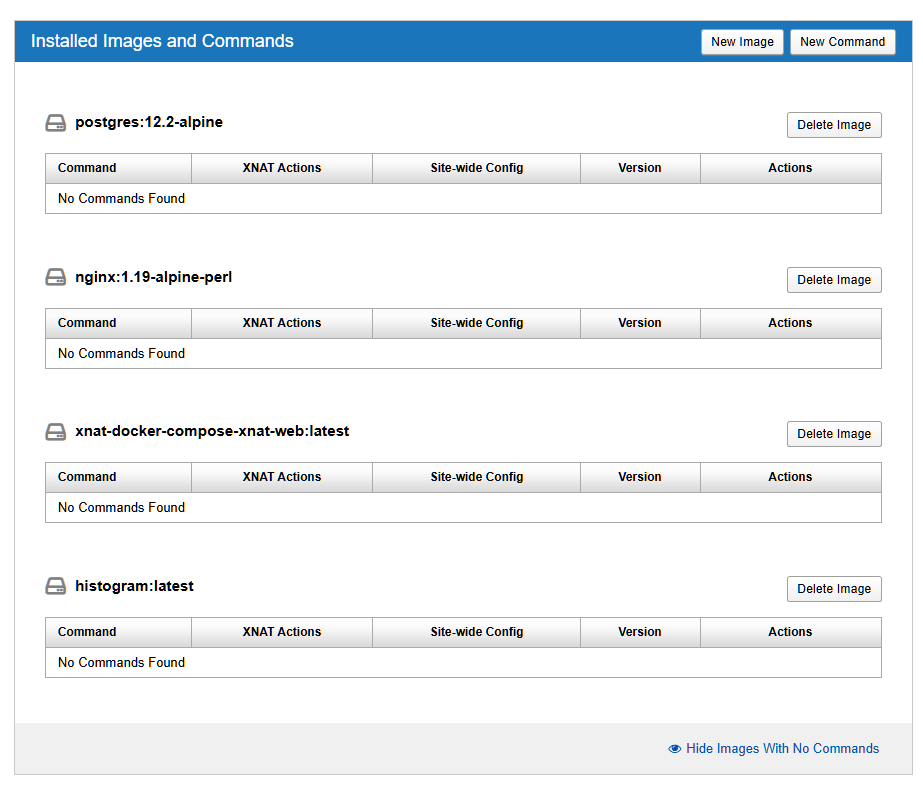 Installed Images and Commands New Image New Command
postgres:12.2-alpine Delete Image
Command XNAT Actions Site-wide Config Version Actions
No Commands Found
nginx:1.19-alpine-perl Delete Image
Command XNAT Actions Site-wide Config Version Actions
No Commands Found
xnat-docker-compose-xnat-web:latest Delete Image
Command XNAT Actions Site-wide Config Version Actions
No Commands Found
histogram:latest Delete Image
Command XNAT Actions Site-wide Config Version Actions
No Commands Found
Hide Images With No Commands